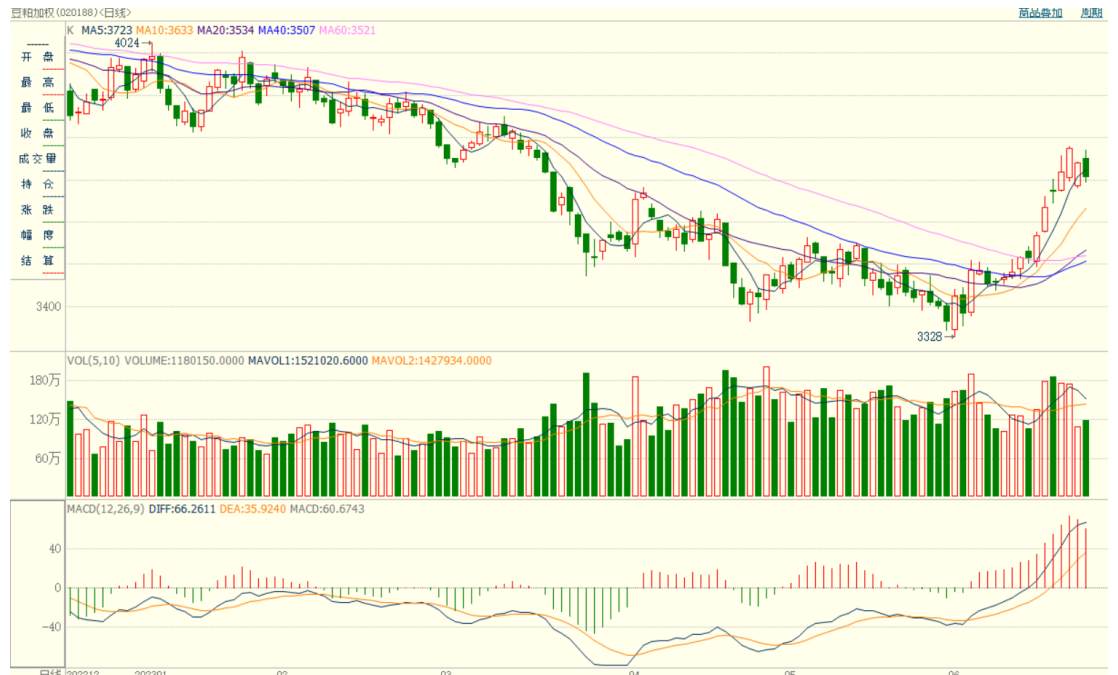 豆粕加权(020188)<日线> 商品叠加 周期
K MA5:3723 MA10:3633 MA20:3534 MA40:3507 MA60:3521
4024
开 盘
最 高
最 低
收 盘
成交量
持 仓
涨 跌
幅 度
结 算
3400
3328
VOL(5,10) VOLUME:1180150.0000 MAVOL1:1521020.6000 MAVOL2:1427934.0000
180万
120万
60万
MACD(12,26,9) DIFF:66.2611 DEA:35.9240 MACD:60.6743
40
0
-40
日线 202212 202301 02 03 04 05 06